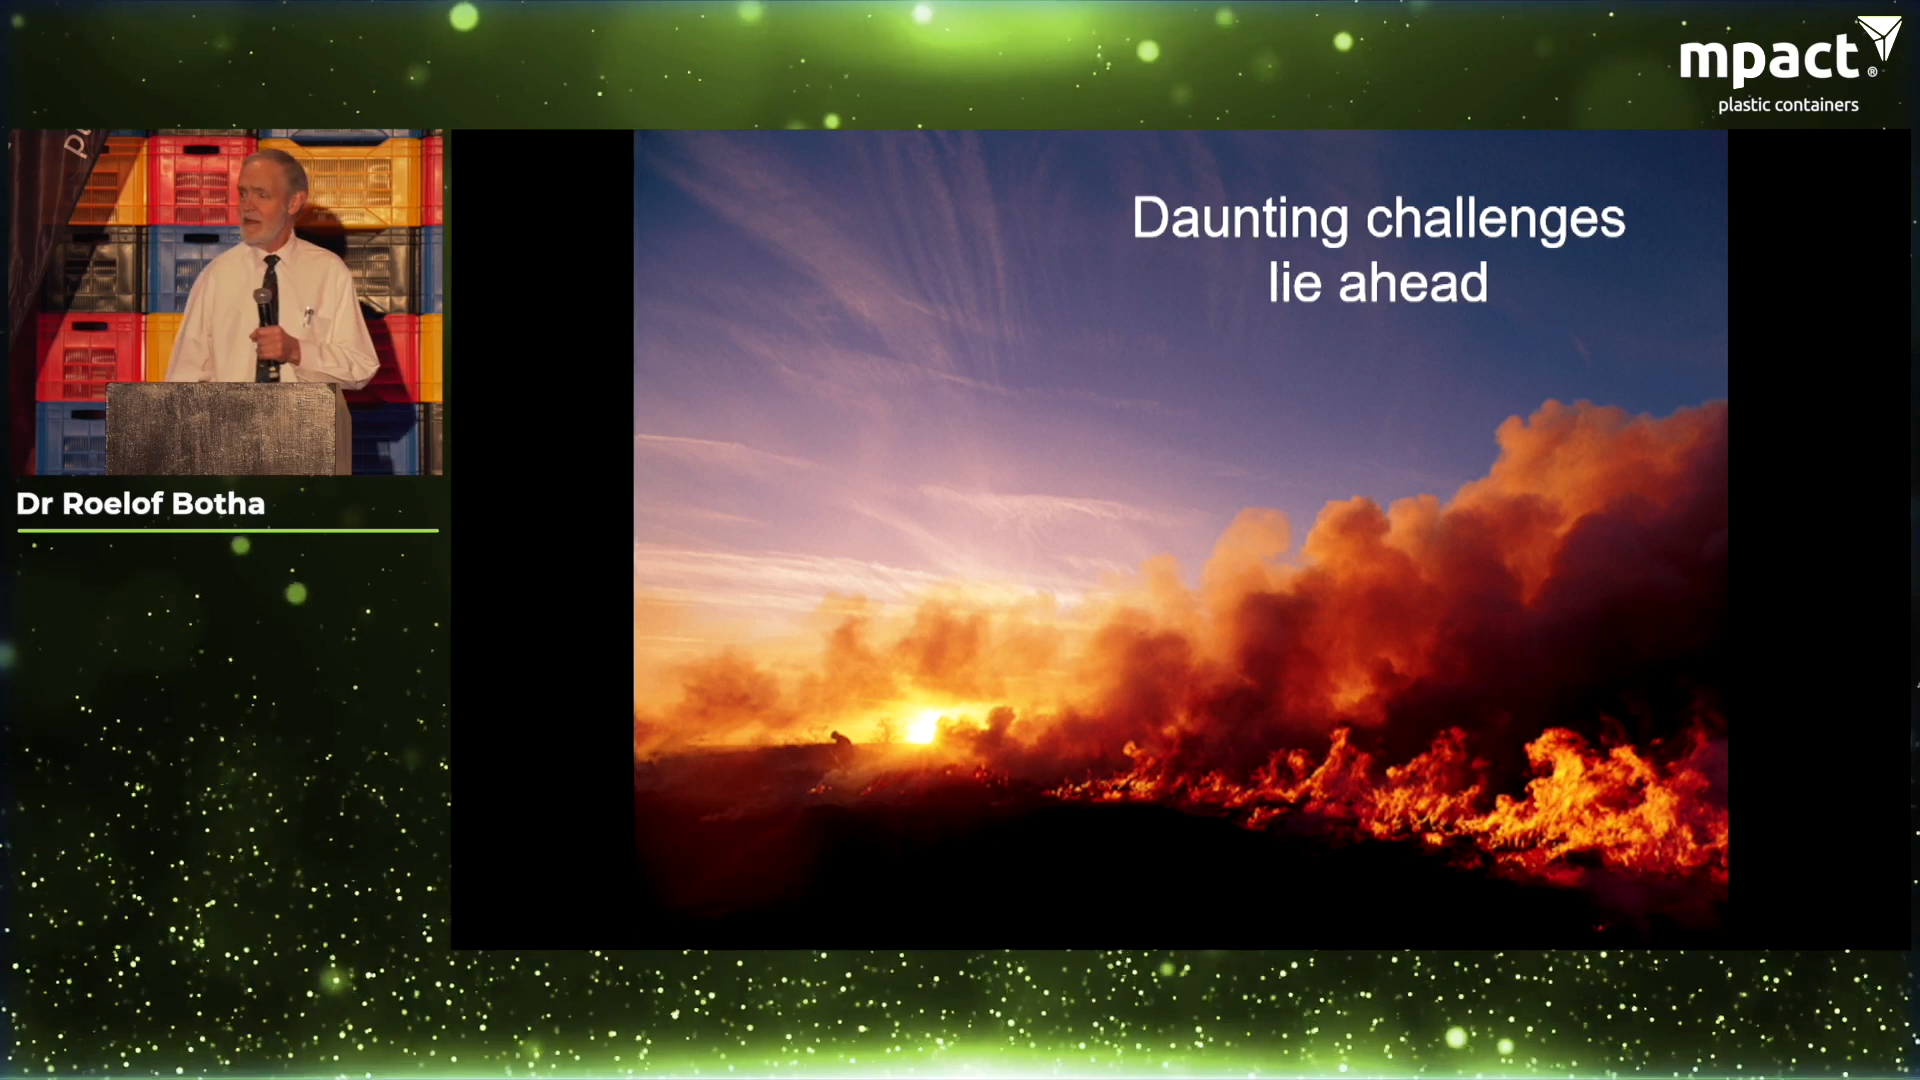 mpact
®
plastic containers
Dr Roelof Botha
Daunting challenges
lie ahead